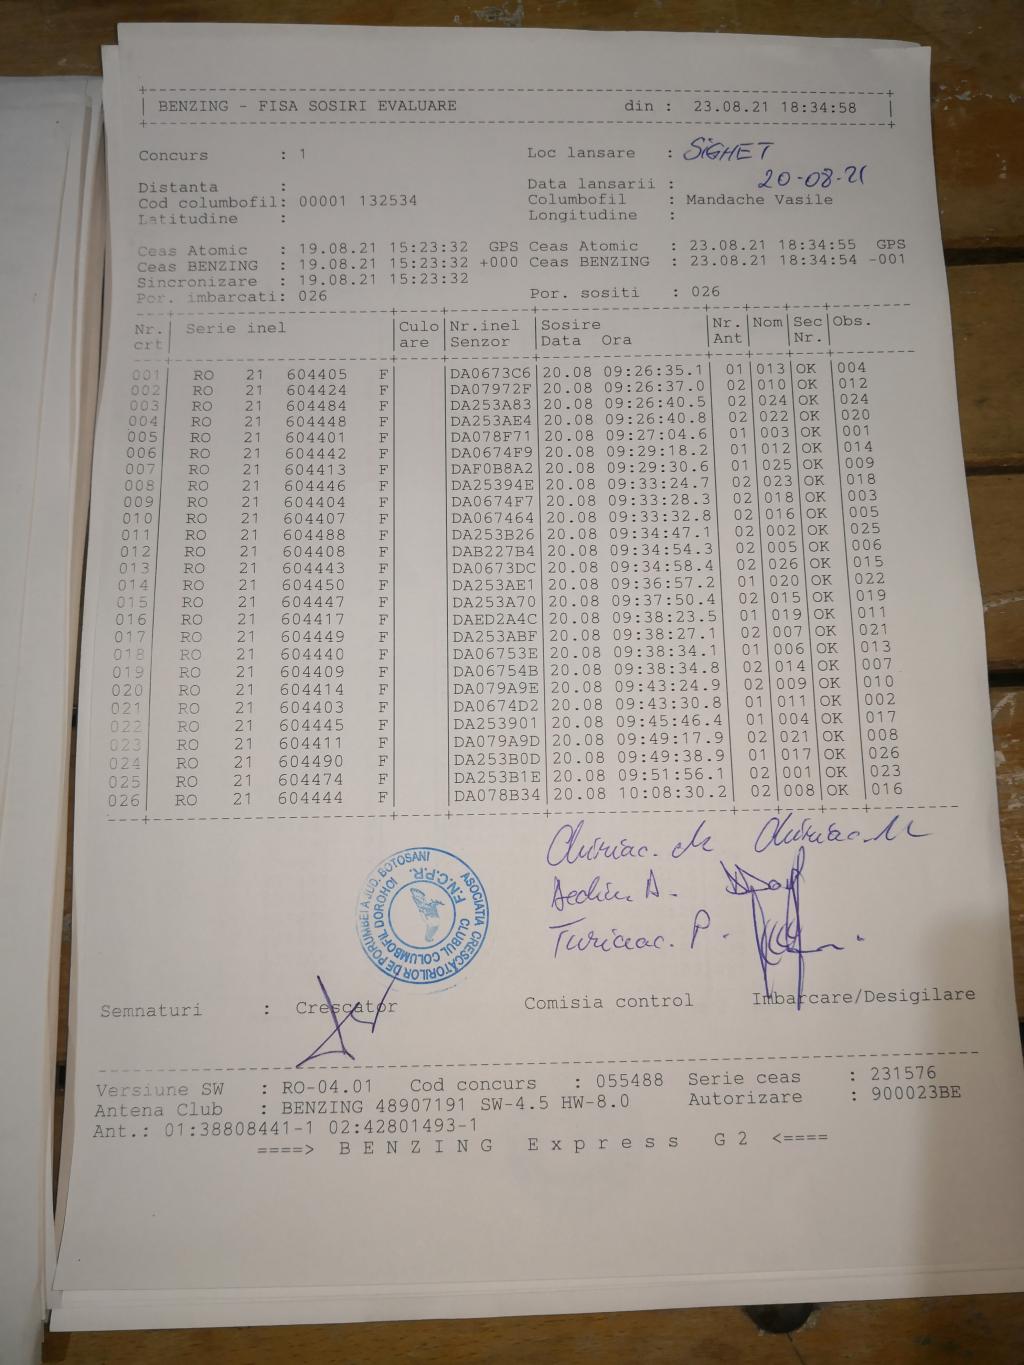 BENZING - FISA SOSIRI EVALUARE din : 23.08.21 18:34:58
Concurs : 1 Loc lansare : SIGHET
Distanta : Data lansarii : 20-08-21
Cod columbofil: 00001 132534 Columbofil : Mandache Vasile
Latitudine : Longitudine :
Ceas Atomic : 19.08.21 15:23:32 GPS Ceas Atomic : 23.08.21 18:34:55 GPS
Ceas BENZING : 19.08.21 15:23:32 +000 Ceas BENZING : 23.08.21 18:34:54 -001
Sincronizare : 19.08.21 15:23:32
Por. imbarcati: 026 Por. sositi : 026
Nr. Serie inel Culo Nr.inel Sosire Nr. Nom Sec Obs.
crt are Senzor Data Ora Ant Nr.
001 RO 21 604405 F DA0673C6 20.08 09:26:35.1 01 013 OK 004
002 RO 21 604424 F DA07972F 20.08 09:26:37.0 02 010 OK 012
003 RO 21 604484 F DA253A83 20.08 09:26:40.5 02 024 OK 024
004 RO 21 604448 F DA253AE4 20.08 09:26:40.8 02 022 OK 020
005 RO 21 604401 F DA078F71 20.08 09:27:04.6 01 003 OK 001
006 RO 21 604442 F DA0674F9 20.08 09:29:18.2 01 012 OK 014
007 RO 21 604413 F DAF0B8A2 20.08 09:29:30.6 01 025 OK 009
008 RO 21 604446 F DA25394E 20.08 09:33:24.7 02 023 OK 018
009 RO 21 604404 F DA0674F7 20.08 09:33:28.3 02 018 OK 003
010 RO 21 604407 F DA067464 20.08 09:33:32.8 02 016 OK 005
011 RO 21 604488 F DA253B26 20.08 09:34:47.1 02 002 OK 025
012 RO 21 604408 F DAB227B4 20.08 09:34:54.3 02 005 OK 006
013 RO 21 604443 F DA0673DC 20.08 09:34:58.4 02 026 OK 015
014 RO 21 604450 F DA253AE1 20.08 09:36:57.2 01 020 OK 022
015 RO 21 604447 F DA253A70 20.08 09:37:50.4 02 015 OK 019
016 RO 21 604417 F DAED2A4C 20.08 09:38:23.5 01 019 OK 011
017 RO 21 604449 F DA253ABF 20.08 09:38:27.1 02 007 OK 021
018 RO 21 604440 F DA06753E 20.08 09:38:34.1 01 006 OK 013
019 RO 21 604409 F DA06754B 20.08 09:38:34.8 02 014 OK 007
020 RO 21 604414 F DA079A9E 20.08 09:43:24.9 02 009 OK 010
021 RO 21 604403 F DA0674D2 20.08 09:43:30.8 01 011 OK 002
022 RO 21 604445 F DA253901 20.08 09:45:46.4 01 004 OK 017
023 RO 21 604411 F DA079A9D 20.08 09:49:17.9 02 021 OK 008
024 RO 21 604490 F DA253B0D 20.08 09:49:38.9 01 017 OK 026
025 RO 21 604474 F DA253B1E 20.08 09:51:56.1 02 001 OK 023
026 RO 21 604444 F DA078B34 20.08 10:08:30.2 02 008 OK 016
Chiriac. M Chiriac. M
A.
P.
ASOCIATIA CRESCĂTORILOR DE PORUMBEI A JUD. BOTOSANI
CLUBUL COLUMBOFIL DOROHOI
F.N.C.P.R.
Semnaturi : Crescator Comisia control Imbarcare/Desigilare
Versiune SW : RO-04.01 Cod concurs : 055488 Serie ceas : 231576
Antena Club : BENZING 48907191 SW-4.5 HW-8.0 Autorizare : 900023BE
Ant.: 01:38808441-1 02:42801493-1
====> B E N Z I N G E x p r e s s G 2 <====